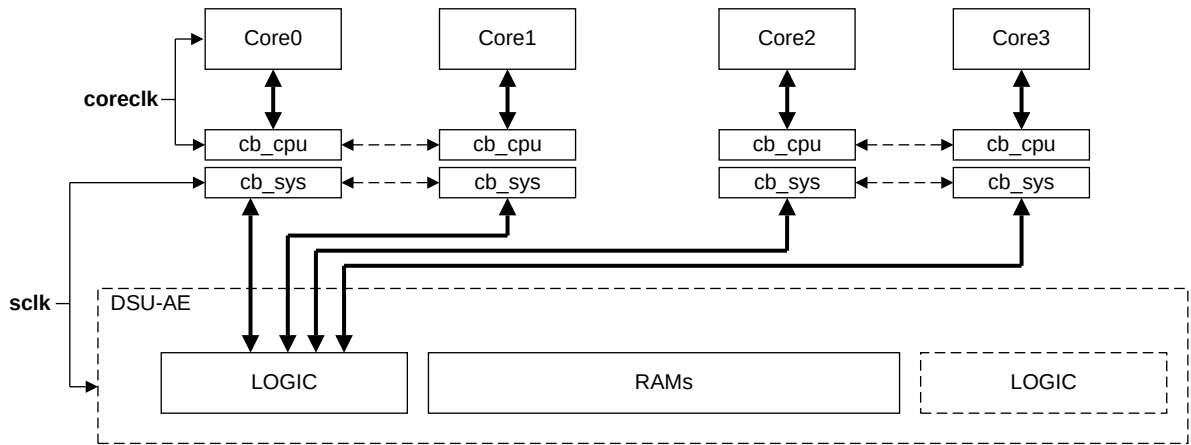 Core0
Core1
Core2
Core3
coreclk
cb_cpu
cb_cpu
cb_cpu
cb_cpu
cb_sys
cb_sys
cb_sys
cb_sys
sclk
DSU-AE
LOGIC
RAMs
LOGIC